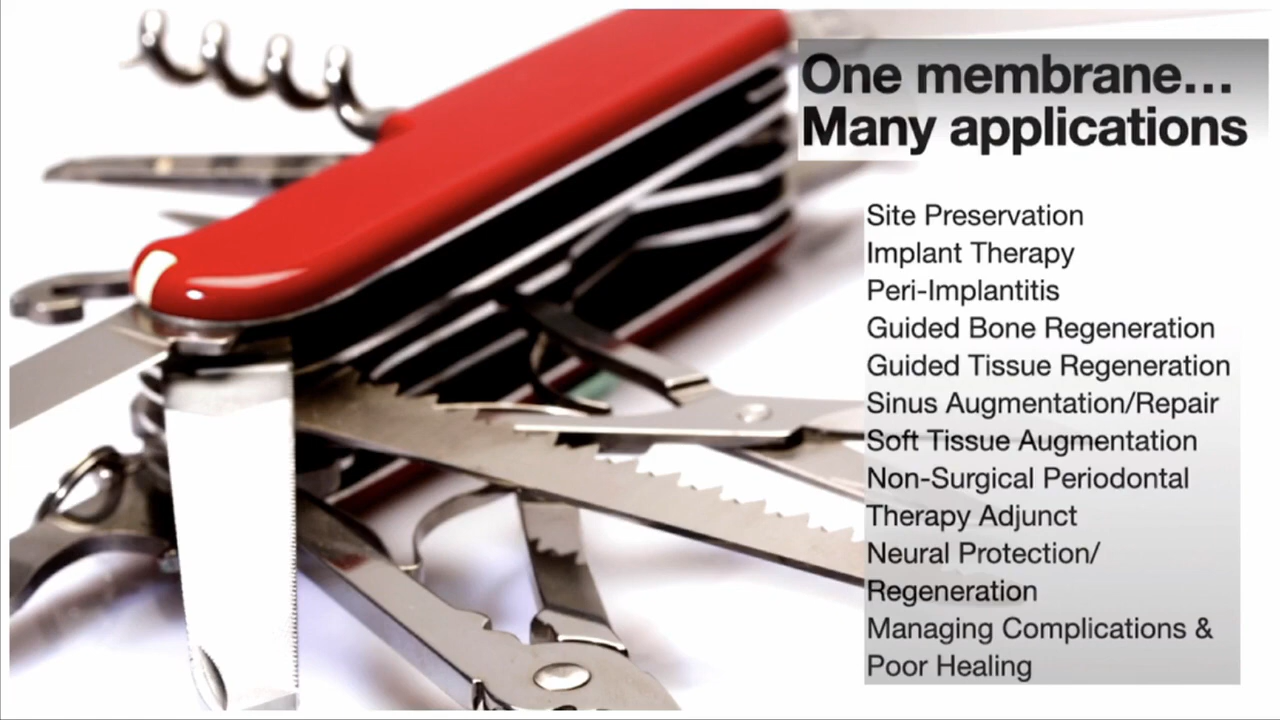 One membrane...
Many applications
Site Preservation
Implant Therapy
Peri-Implantitis
Guided Bone Regeneration
Guided Tissue Regeneration
Sinus Augmentation/Repair
Soft Tissue Augmentation
Non-Surgical Periodontal
Therapy Adjunct
Neural Protection/
Regeneration
Managing Complications &
Poor Healing